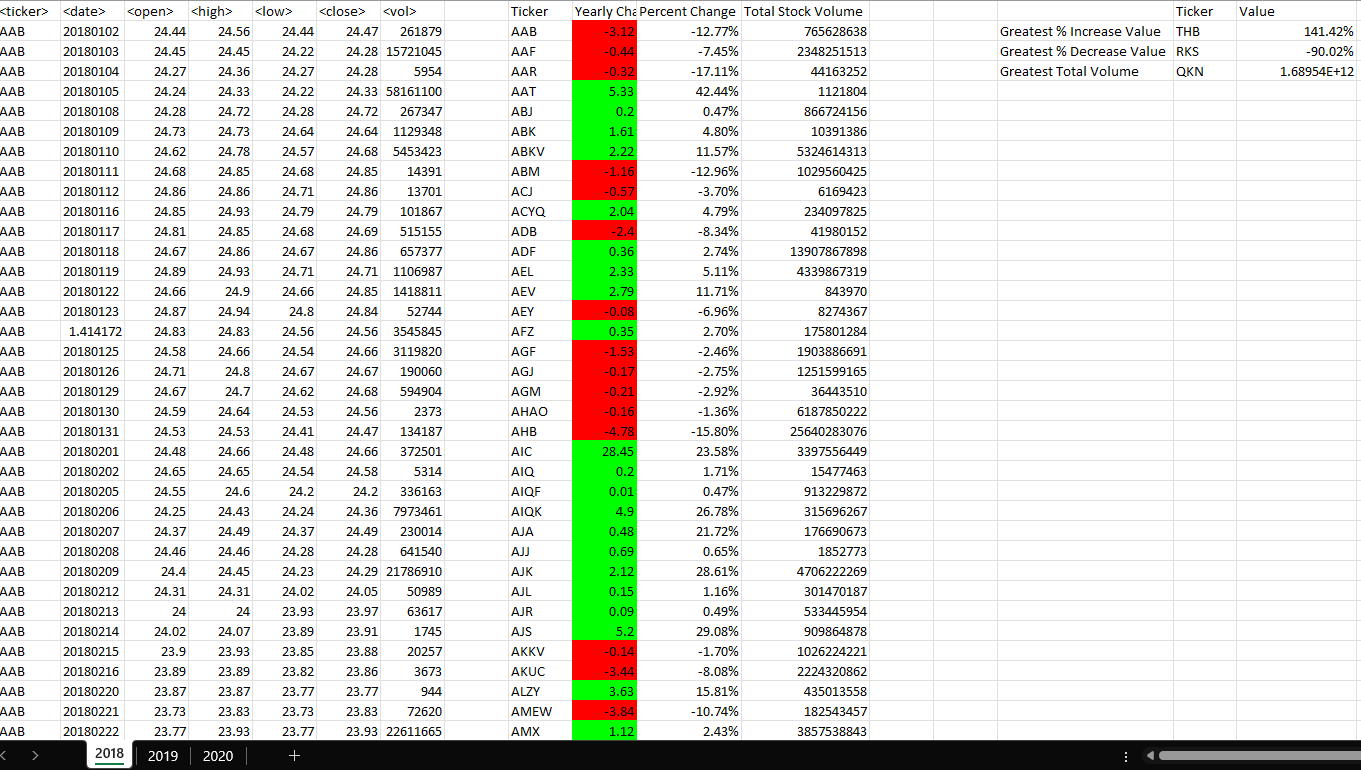 <ticker> <date> <open> <high> <low> <close> <vol> Ticker Yearly Cha Percent Change Total Stock Volume Ticker Value
AAB 20180102 24.44 24.56 24.44 24.47 261879 AAB -3.12 -12.77% 765628638 Greatest % Increase Value THB 141.42%
AAB 20180103 24.45 24.45 24.22 24.28 15721045 AAF -0.44 -7.45% 2348251513 Greatest % Decrease Value RKS -90.02%
AAB 20180104 24.27 24.36 24.27 24.28 5954 AAR -0.32 -17.11% 44163252 Greatest Total Volume QKN 1.68954E+12
AAB 20180105 24.24 24.33 24.22 24.33 58161100 AAT 5.33 42.44% 1121804
AAB 20180108 24.28 24.72 24.28 24.72 267347 ABJ 0.2 0.47% 866724156
AAB 20180109 24.73 24.73 24.64 24.64 1129348 ABK 1.61 4.80% 10391386
AAB 20180110 24.62 24.78 24.57 24.68 5453423 ABKV 2.22 11.57% 5324614313
AAB 20180111 24.68 24.85 24.68 24.85 14391 ABM -1.16 -12.96% 1029560425
AAB 20180112 24.86 24.86 24.71 24.86 13701 ACJ -0.57 -3.70% 6169423
AAB 20180116 24.85 24.93 24.79 24.79 101867 ACYQ 2.04 4.79% 234097825
AAB 20180117 24.81 24.85 24.68 24.69 515155 ADB -2.4 -8.34% 41980152
AAB 20180118 24.67 24.86 24.67 24.86 657377 ADF 0.36 2.74% 13907867898
AAB 20180119 24.89 24.93 24.71 24.71 1106987 AEL 2.33 5.11% 4339867319
AAB 20180122 24.66 24.9 24.66 24.85 1418811 AEV 2.79 11.71% 843970
AAB 20180123 24.87 24.94 24.8 24.84 52744 AEY -0.08 -6.96% 8274367
AAB 1.414172 24.83 24.83 24.56 24.56 3545845 AFZ 0.35 2.70% 175801284
AAB 20180125 24.58 24.66 24.54 24.66 3119820 AGF -1.53 -2.46% 1903886691
AAB 20180126 24.71 24.8 24.67 24.67 190060 AGJ -0.17 -2.75% 1251599165
AAB 20180129 24.67 24.7 24.62 24.68 594904 AGM -0.21 -2.92% 36443510
AAB 20180130 24.59 24.64 24.53 24.56 2373 AHAO -0.16 -1.36% 6187850222
AAB 20180131 24.53 24.53 24.41 24.47 134187 AHB -4.78 -15.80% 25640283076
AAB 20180201 24.48 24.66 24.48 24.66 372501 AIC 28.45 23.58% 3397556449
AAB 20180202 24.65 24.65 24.54 24.58 5314 AIQ 0.2 1.71% 15477463
AAB 20180205 24.55 24.6 24.2 24.2 336163 AIQF 0.01 0.47% 913229872
AAB 20180206 24.25 24.43 24.24 24.36 7973461 AIQK 4.9 26.78% 315696267
AAB 20180207 24.37 24.49 24.37 24.49 230014 AJA 0.48 21.72% 176690673
AAB 20180208 24.46 24.46 24.28 24.28 641540 AJJ 0.69 0.65% 1852773
AAB 20180209 24.4 24.45 24.23 24.29 21786910 AJK 2.12 28.61% 4706222269
AAB 20180212 24.31 24.31 24.02 24.05 50989 AJL 0.15 1.16% 301470187
AAB 20180213 24 24 23.93 23.97 63617 AJR 0.09 0.49% 533445954
AAB 20180214 24.02 24.07 23.89 23.91 1745 AJS 5.2 29.08% 909864878
AAB 20180215 23.9 23.93 23.85 23.88 20257 AKKV -0.14 -1.70% 1026224221
AAB 20180216 23.89 23.89 23.82 23.86 3673 AKUC -3.44 -8.08% 2224320862
AAB 20180220 23.87 23.87 23.77 23.77 944 ALZY 3.63 15.81% 435013558
AAB 20180221 23.73 23.83 23.73 23.83 72620 AMEW -3.84 -10.74% 182543457
AAB 20180222 23.77 23.93 23.77 23.93 22611665 AMX 1.12 2.43% 3857538843
2018 2019 2020